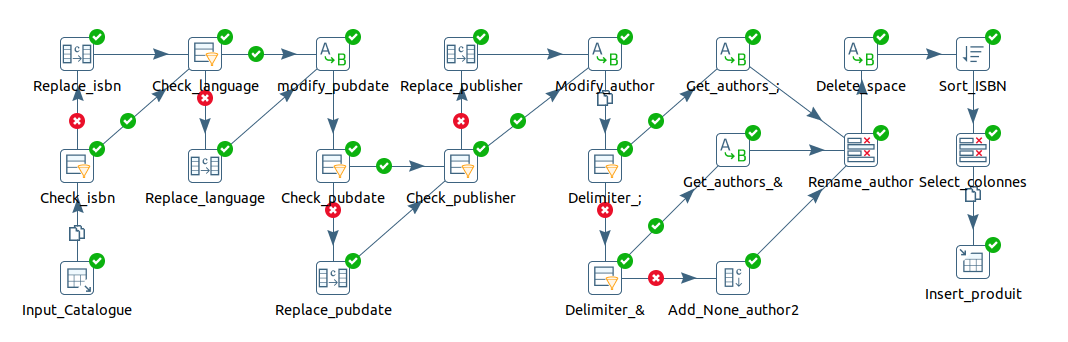 Replace_isbn
Check_language
modify_pubdate
Replace_publisher
Modify_author
Get_authors_;
Delete_space
Sort_ISBN
Check_isbn
Replace_language
Check_pubdate
Check_publisher
Delimiter_;
Get_authors_&
Rename_author
Select_colonnes
Input_Catalogue
Replace_pubdate
Delimiter_&
Add_None_author2
Insert_produit